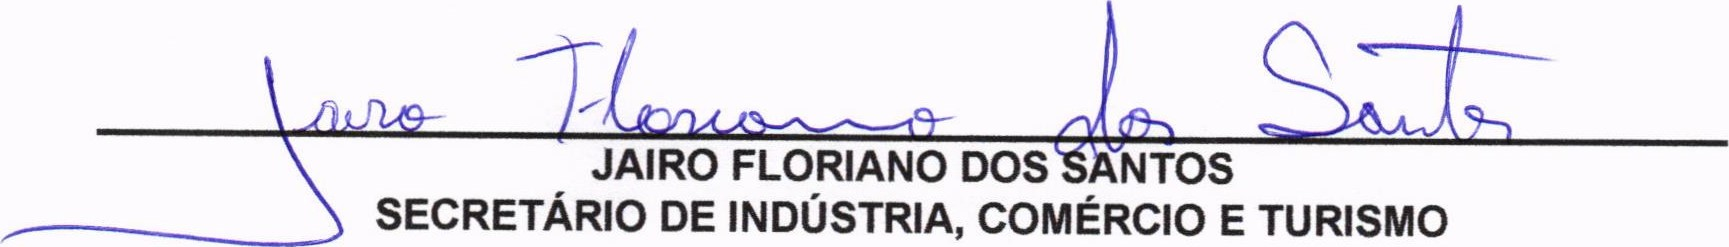 Jairo Floriano dos Santos
JAIRO FLORIANO DOS SANTOS
SECRETÁRIO DE INDÚSTRIA, COMÉRCIO E TURISMO